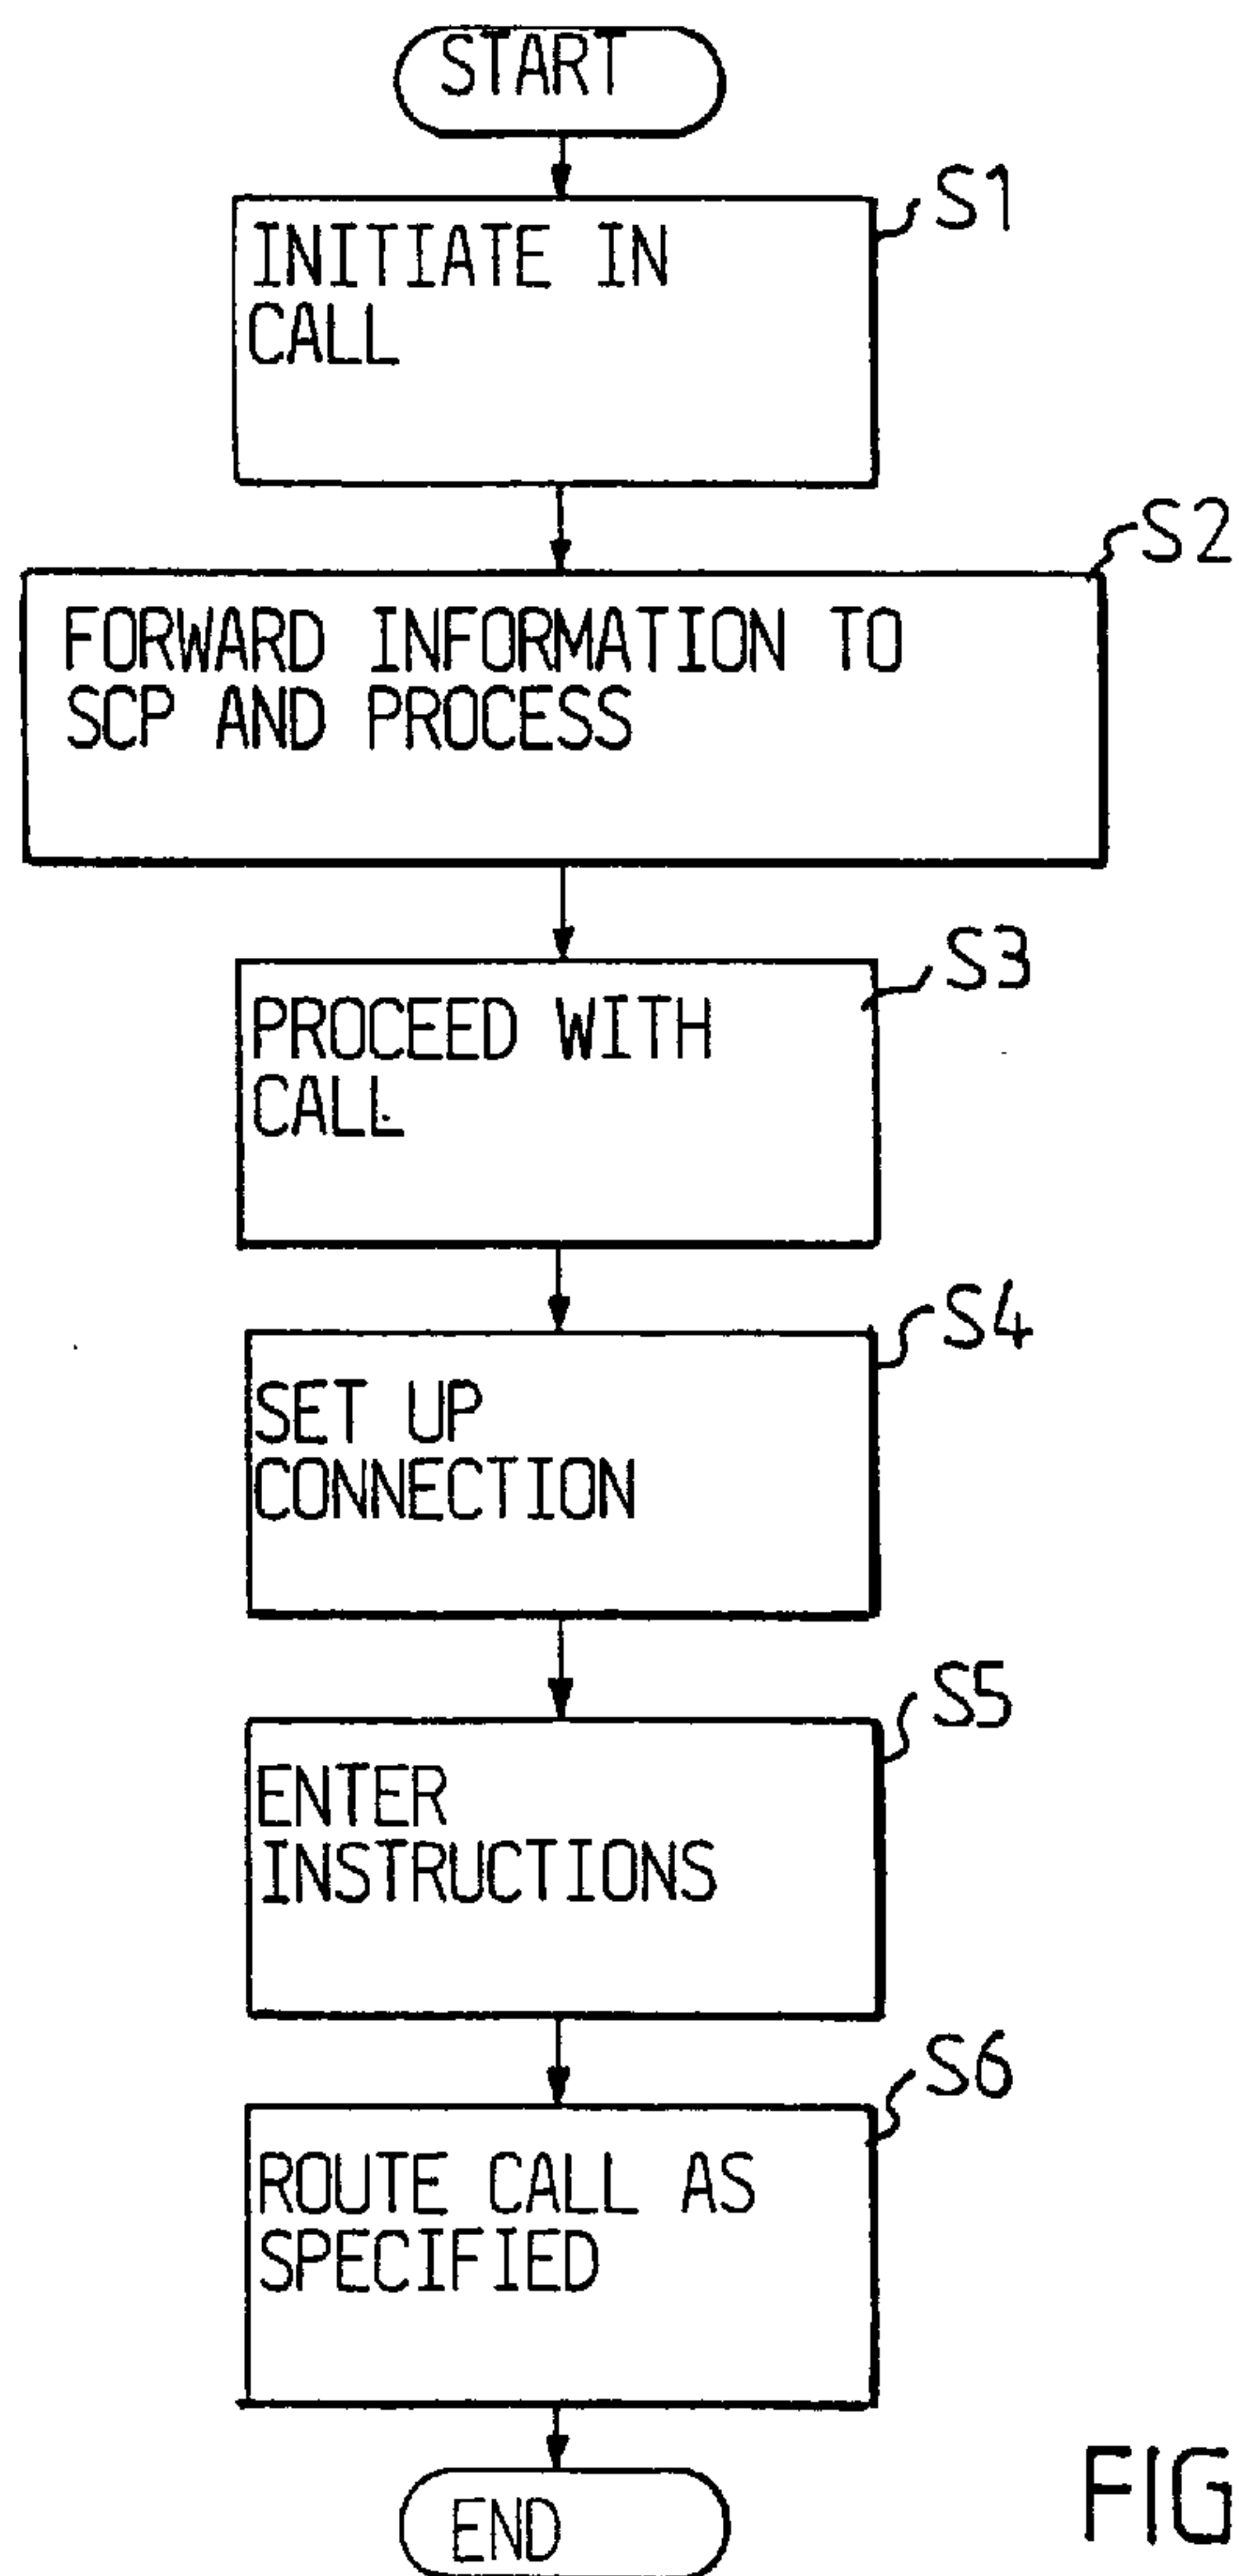 START
S1
INITIATE IN
CALL
S2
FORWARD INFORMATION TO
SCP AND PROCESS
S3
PROCEED WITH
CALL
S4
SET UP
CONNECTION
S5
ENTER
INSTRUCTIONS
S6
ROUTE CALL AS
SPECIFIED
END
FIG